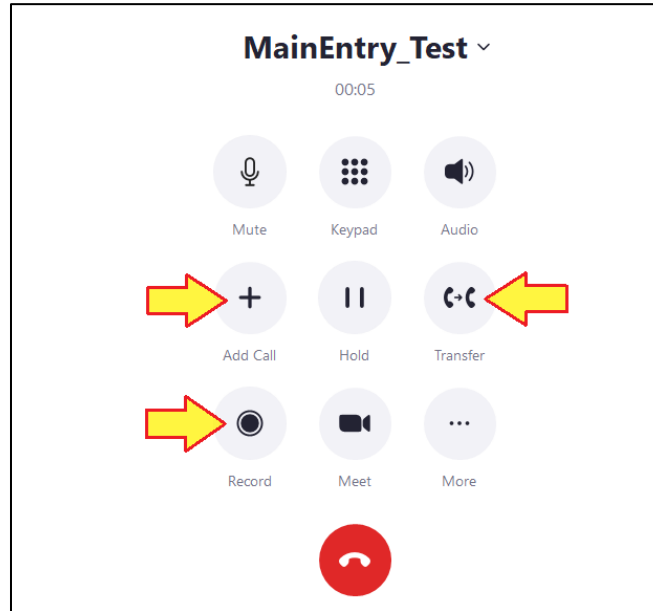 MainEntry_Test
00:05
Mute Keypad Audio
Add Call Hold Transfer
Record Meet More